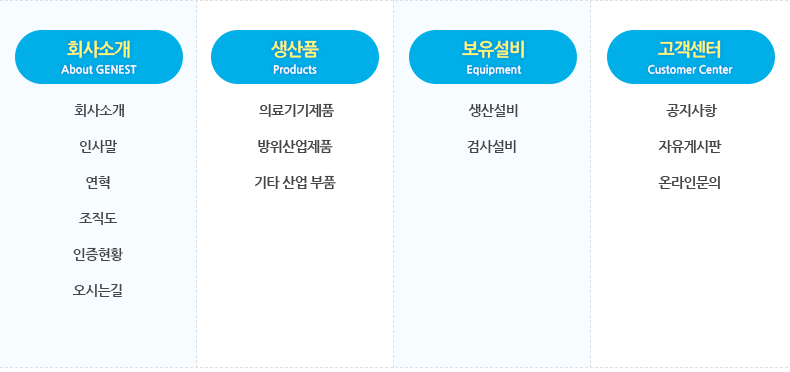 회사소개
About GENEST
회사소개
인사말
연혁
조직도
인증현황
오시는길
생산품
Products
의료기기제품
방위산업제품
기타 산업 부품
보유설비
Equipment
생산설비
검사설비
고객센터
Customer Center
공지사항
자유게시판
온라인문의